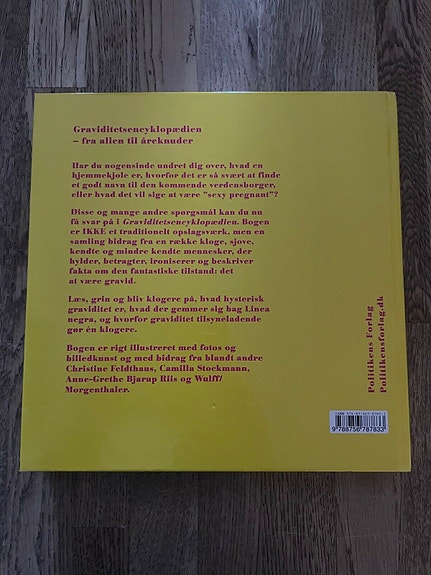 Graviditetsencyklopædien
– fra alien til åreknuder
Har du nogensinde undret dig over, hvad en
hjemmekjole er, hvorfor det er så svært at finde
et godt navn til den kommende verdensborger,
eller hvad det vil sige at være "sexy pregnant"?
Disse og mange andre spørgsmål kan du nu
få svar på i Graviditetsencyklopædien. Bogen
er IKKE et traditionelt opslagsværk, men en
samling bidrag fra en række kloge, sjove,
kendte og mindre kendte mennesker, der
hylder, betragter, ironiserer og beskriver
fakta om den fantastiske tilstand: det
at være gravid.
Læs, grin og bliv klogere på, hvad hysterisk
graviditet er, hvad der gemmer sig bag Linea
negra, og hvorfor graviditet tilsyneladende
gør én klogere.
Bogen er rigt illustreret med fotos og
billedkunst og med bidrag fra blandt andre
Christine Feldthaus, Camilla Stockmann,
Anne-Grethe Bjarup Riis og Wulff/
Morgenthaler.
Politikens Forlag
Politikensforlag.dk
9 788756 787833